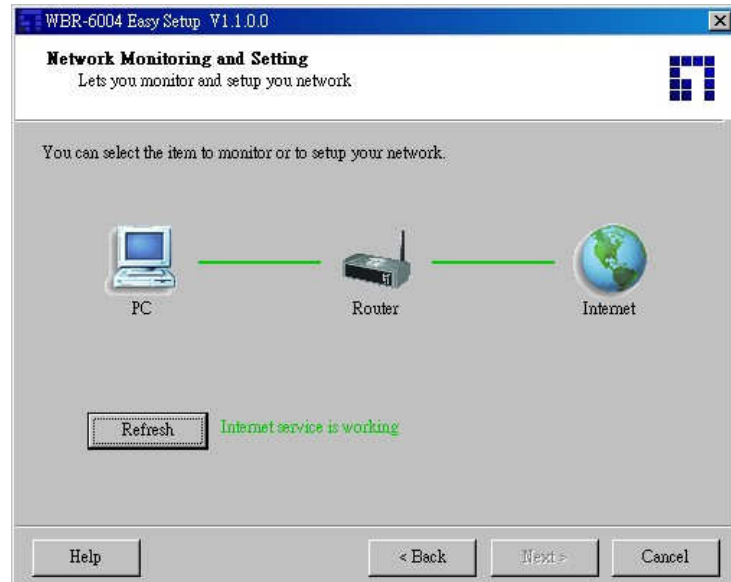 WBR-6004 Easy Setup V1.1.0.0
Network Monitoring and Setting
Lets you monitor and setup you network
You can select the item to monitor or to setup your network.
PC
Router
Internet
Refresh
Internet service is working
Help
< Back
Next >
Cancel